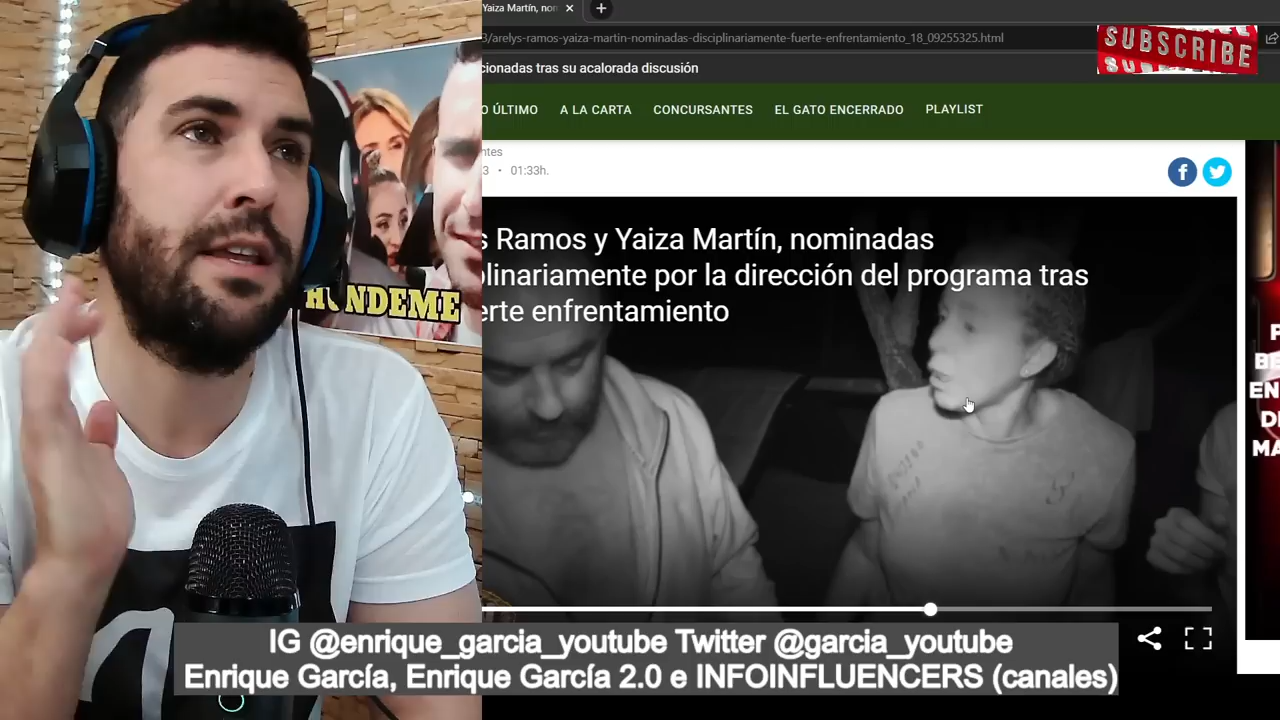 Yaiza Martín, nom
3/arelys-ramos-yaiza-martin-nominadas-disciplinariamente-fuerte-enfrentamiento_18_09255325.html
SUBSCRIBE
cionadas tras su acalorada discusión
O ÚLTIMO A LA CARTA CONCURSANTES EL GATO ENCERRADO PLAYLIST
ntes
3 • 01:33h.
s Ramos y Yaiza Martín, nominadas
plinariamente por la dirección del programa tras
erte enfrentamiento
HUNDEME
P
BE
EN
D
MA
IG @enrique_garcia_youtube Twitter @garcia_youtube
Enrique García, Enrique García 2.0 e INFOINFLUENCERS (canales)